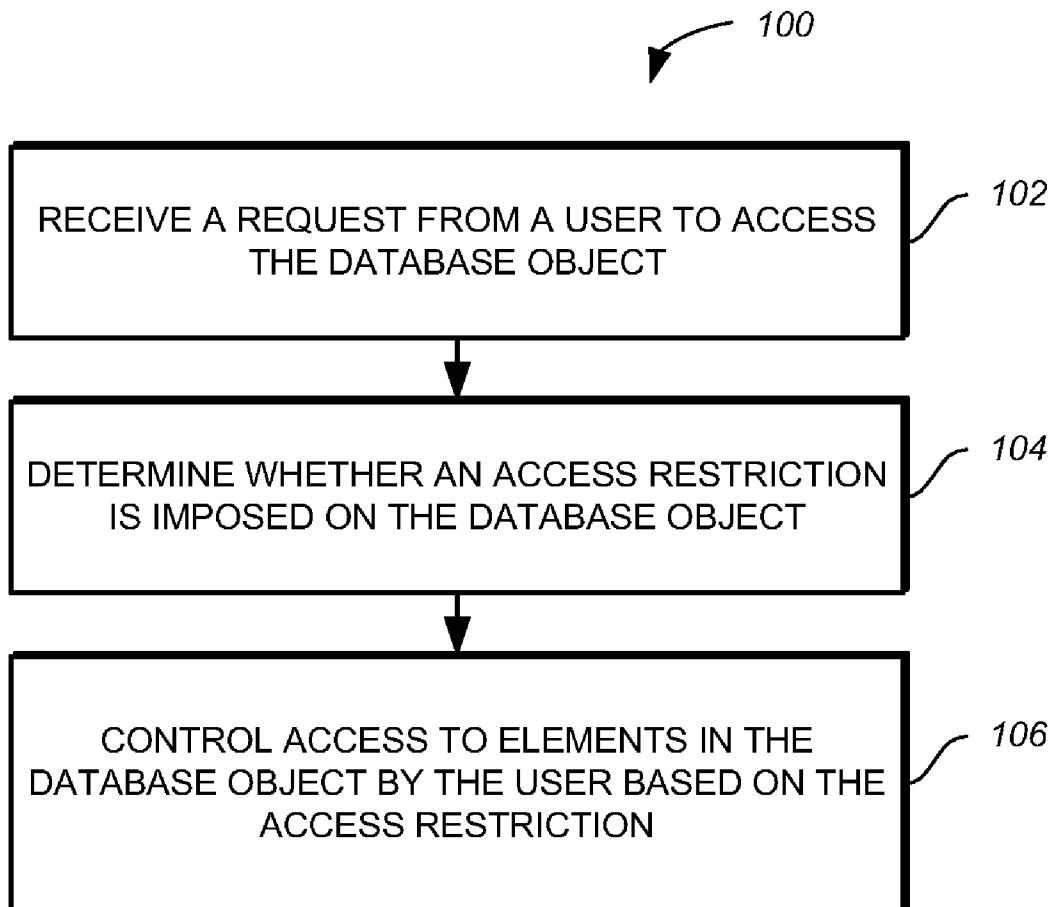 100
RECEIVE A REQUEST FROM A USER TO ACCESS
THE DATABASE OBJECT
102
DETERMINE WHETHER AN ACCESS RESTRICTION
IS IMPOSED ON THE DATABASE OBJECT
104
CONTROL ACCESS TO ELEMENTS IN THE
DATABASE OBJECT BY THE USER BASED ON THE
ACCESS RESTRICTION
106